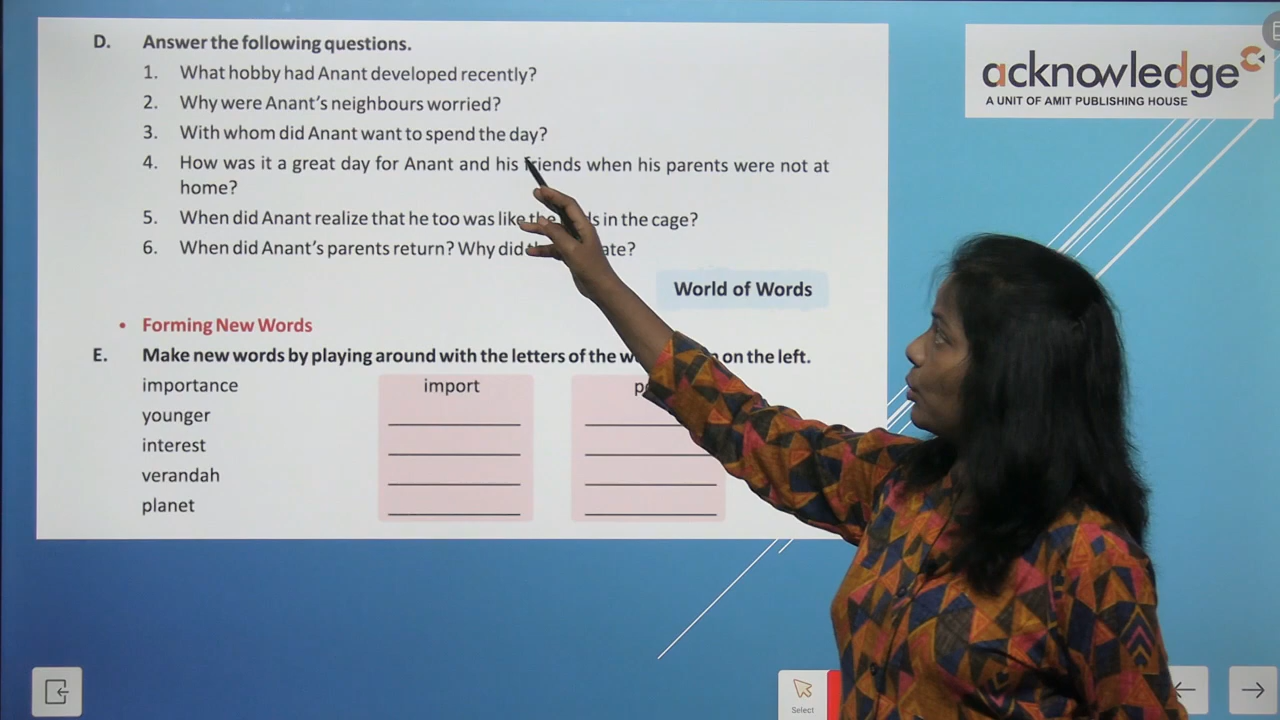 D. Answer the following questions.
1. What hobby had Anant developed recently?
2. Why were Anant's neighbours worried?
3. With whom did Anant want to spend the day?
4. How was it a great day for Anant and his friends when his parents were not at
home?
5. When did Anant realize that he too was like the in the cage?
6. When did Anant's parents return? Why did
World of Words
• Forming New Words
E. Make new words by playing around with the letters of the on the left.
importance import
younger
interest
verandah
planet
acknowledge
A UNIT OF AMIT PUBLISHING HOUSE
Select